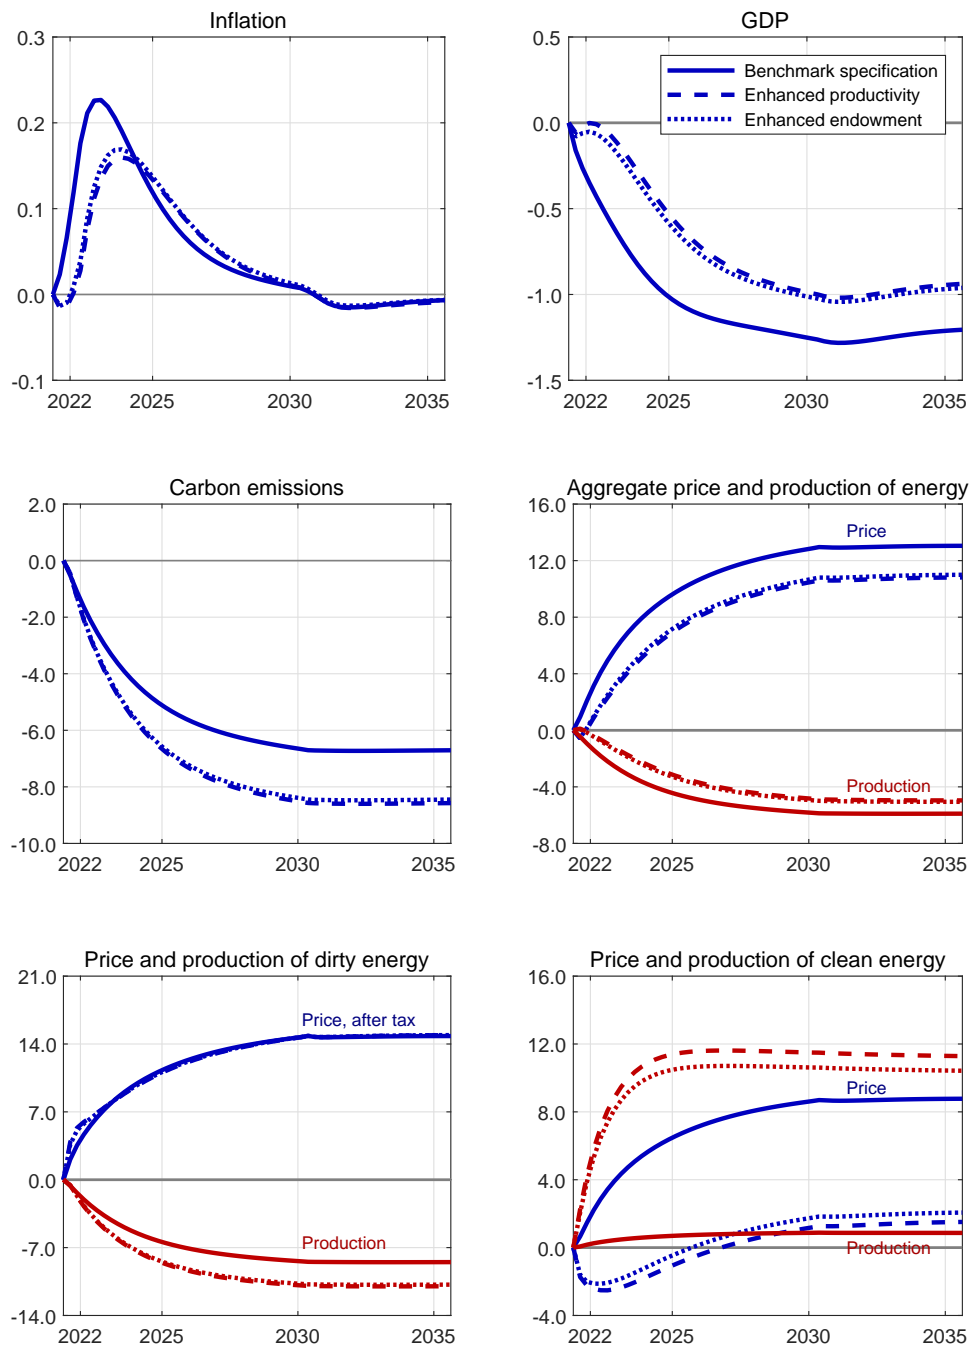 Inflation
0.3
0.2
0.1
0.0
-0.1
2022 2025 2030 2035
GDP
0.5
0.0
-0.5
-1.0
-1.5
2022 2025 2030 2035
Benchmark specification
Enhanced productivity
Enhanced endowment
Carbon emissions
2.0
0.0
-2.0
-4.0
-6.0
-8.0
-10.0
2022 2025 2030 2035
Aggregate price and production of energy
16.0
12.0
8.0
4.0
0.0
-4.0
-8.0
2022 2025 2030 2035
Price
Production
Price and production of dirty energy
21.0
14.0
7.0
0.0
-7.0
-14.0
2022 2025 2030 2035
Price, after tax
Production
Price and production of clean energy
16.0
12.0
8.0
4.0
0.0
-4.0
2022 2025 2030 2035
Price
Production